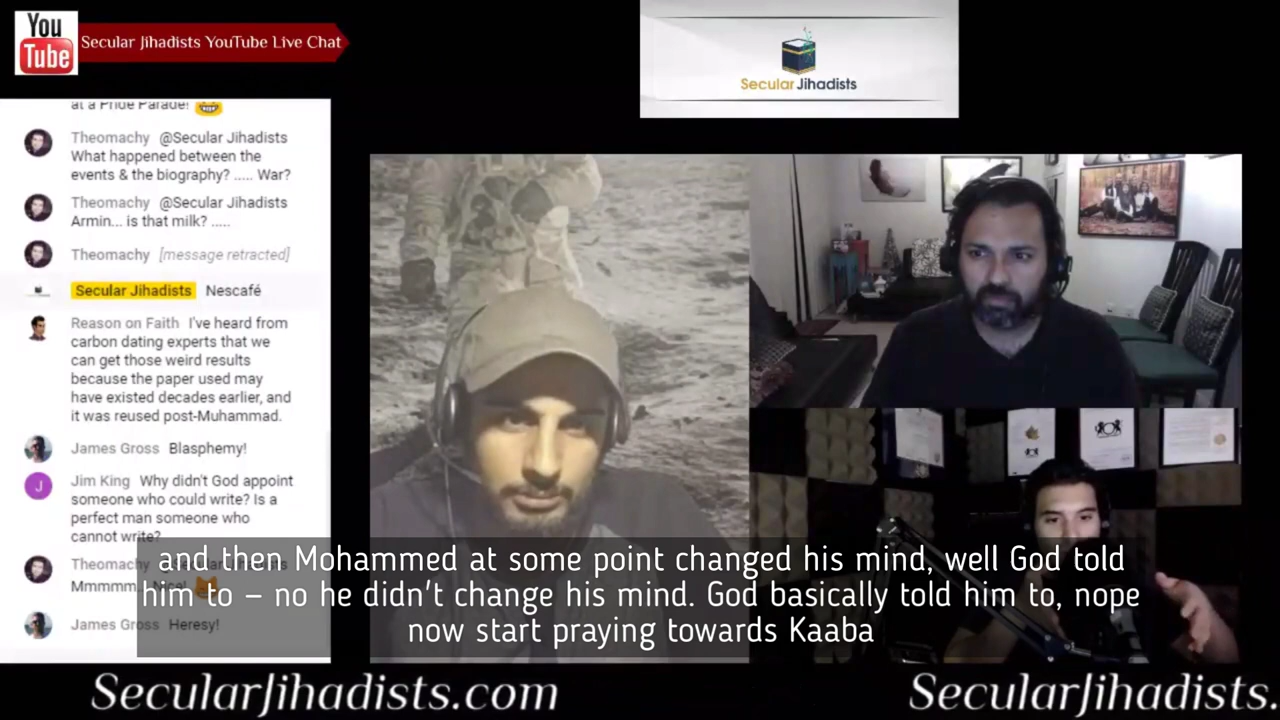 You
Tube
Secular Jihadists YouTube Live Chat
Secular Jihadists
at a Pride Parade!
Theomachy @Secular Jihadists
What happened between the
events & the biography? ..... War?
Theomachy @Secular Jihadists
Armin... is that milk? .....
Theomachy [message retracted]
Secular Jihadists Nescafé
Reason on Faith I've heard from
carbon dating experts that we
can get those weird results
because the paper used may
have existed decades earlier, and
it was reused post-Muhammad.
James Gross Blasphemy!
J
Jim King Why didn't God appoint
someone who could write? Is a
perfect man someone who
cannot write?
Theomachy
Mmmmm.. Nice!
James Gross Heresy!
and then Mohammed at some point changed his mind, well God told
him to – no he didn't change his mind. God basically told him to, nope
now start praying towards Kaaba
SecularJihadists.com
SecularJihadists.